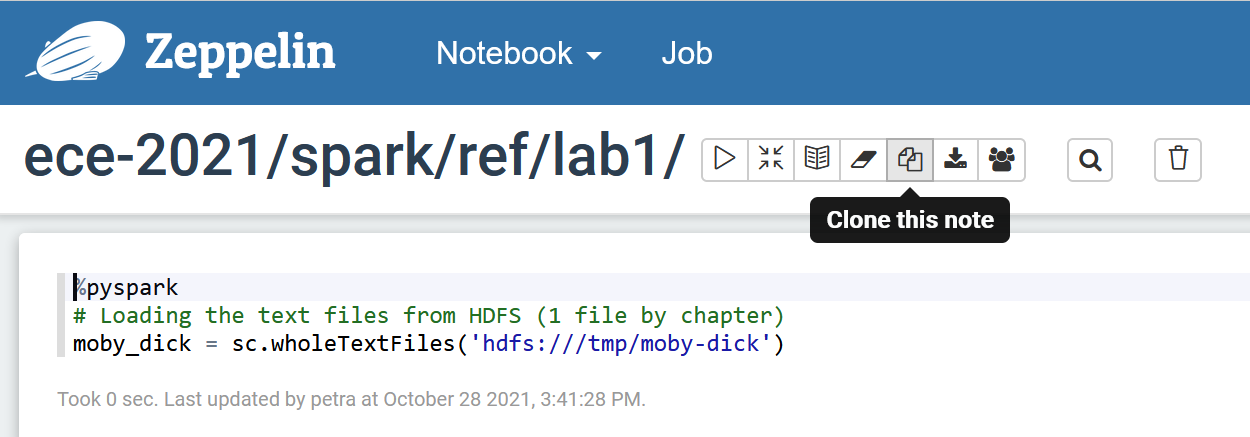 Zeppelin Notebook Job
ece-2021/spark/ref/lab1/
Clone this note
%pyspark
# Loading the text files from HDFS (1 file by chapter)
moby_dick = sc.wholeTextFiles('hdfs:///tmp/moby-dick')
Took 0 sec. Last updated by petra at October 28 2021, 3:41:28 PM.